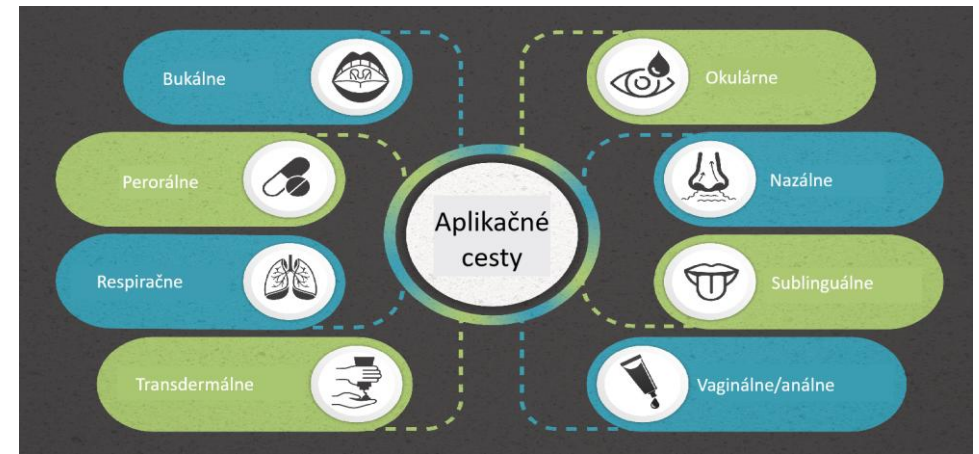 Bukálne
Perorálne
Respiračne
Transdermálne
Aplikačné
cesty
Okulárne
Nazálne
Sublinguálne
Vaginálne/análne